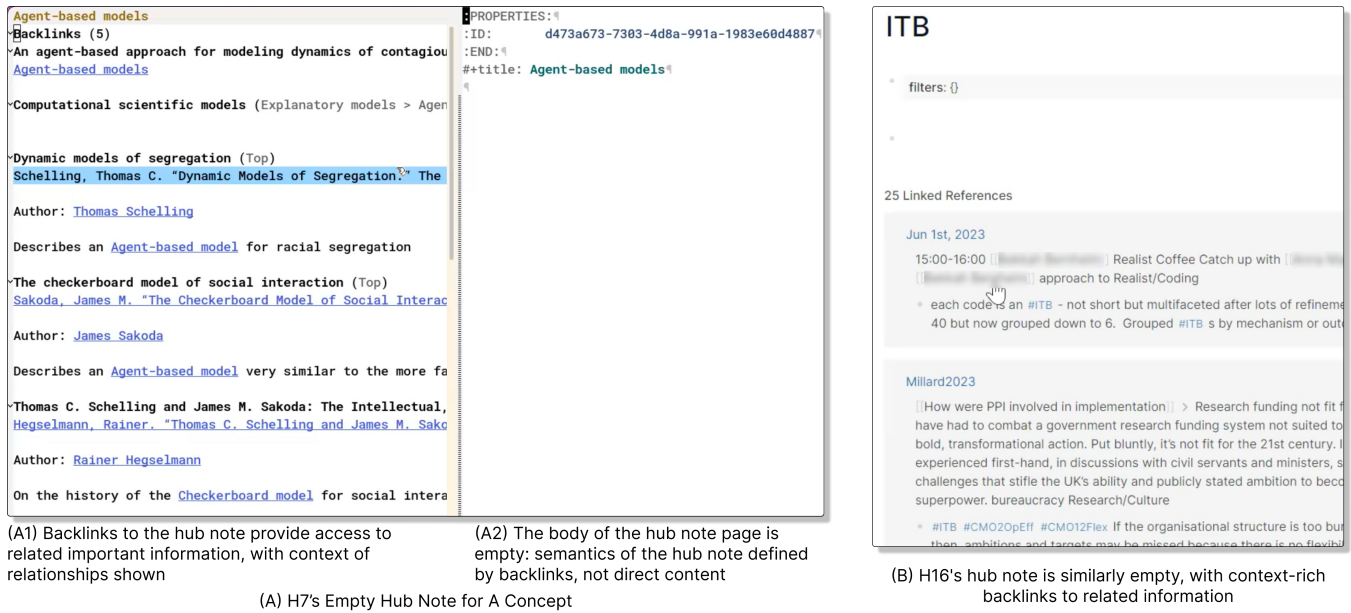 Agent-based models
Backlinks (5)
An agent-based approach for modeling dynamics of contagiou
Agent-based models
Computational scientific models (Explanatory models > Agen
Dynamic models of segregation (Top)
Schelling, Thomas C. “Dynamic Models of Segregation.” The
Author: Thomas Schelling
Describes an Agent-based model for racial segregation
The checkerboard model of social interaction (Top)
Sakoda, James M. “The Checkerboard Model of Social Interac
Author: James Sakoda
Describes an Agent-based model very similar to the more fa
Thomas C. Schelling and James M. Sakoda: The Intellectual,
Hegselmann, Rainer. “Thomas C. Schelling and James M. Sako
Author: Rainer Hegselmann
On the history of the Checkerboard model for social intera
:PROPERTIES:¶
:ID: d473a673-7303-4d8a-991a-1983e60d4887¶
:END:¶
#+title: Agent-based models¶
¶
(A1) Backlinks to the hub note provide access to
related important information, with context of
relationships shown
(A2) The body of the hub note page is
empty: semantics of the hub note defined
by backlinks, not direct content
(A) H7’s Empty Hub Note for A Concept
ITB
filters: {}
25 Linked References
Jun 1st, 2023
15:00-16:00 [[ ]] Realist Coffee Catch up with [[
[[ ]] approach to Realist/Coding
each code is an #ITB - not short but multifaceted after lots of refineme
40 but now grouped down to 6. Grouped #ITB s by mechanism or out
Millard2023
[[How were PPI involved in implementation]] > Research funding not fit f
have had to combat a government research funding system not suited to
bold, transformational action. Put bluntly, it’s not fit for the 21st century. I
experienced first-hand, in discussions with civil servants and ministers, s
challenges that stifle the UK’s ability and publicly stated ambition to beco
superpower. bureaucracy Research/Culture
#ITB #CMO2OpEff #CMO12Flex If the organisational structure is too bur
then, ambitions and targets may be missed because there is no flexibil
(B) H16's hub note is similarly empty, with context-rich
backlinks to related information